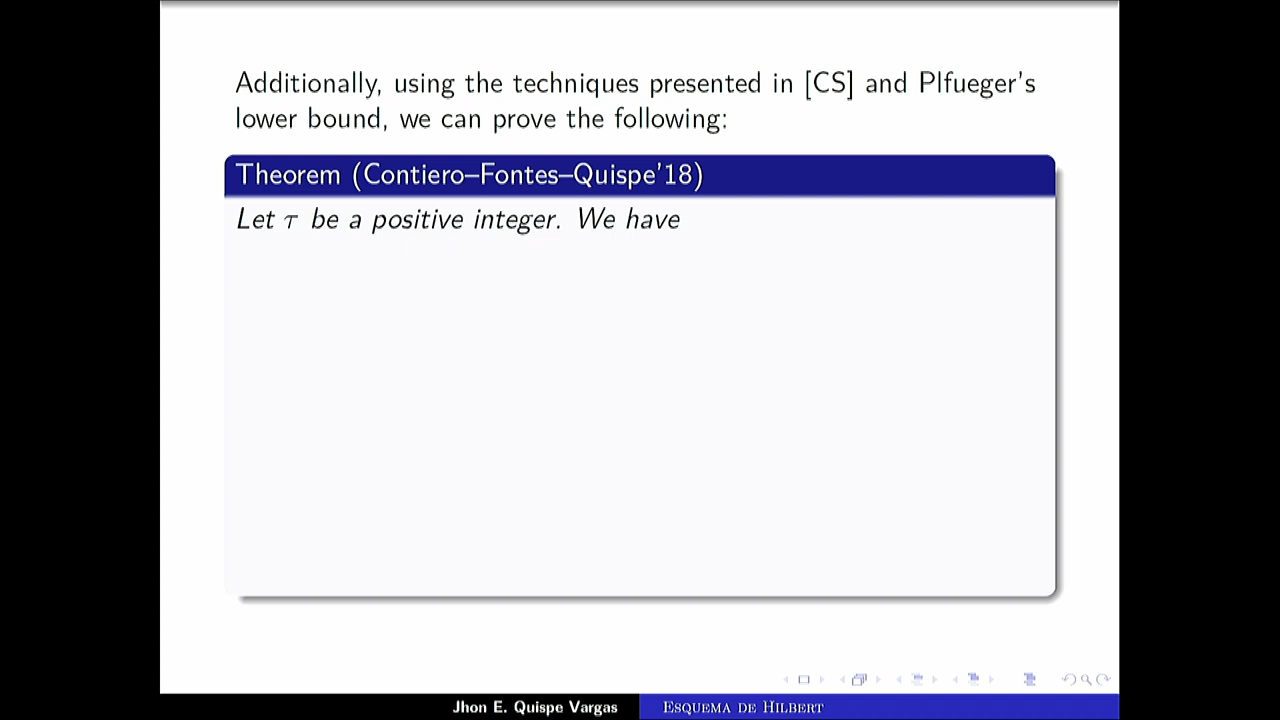 Additionally, using the techniques presented in [CS] and Plfueger's
lower bound, we can prove the following:
Theorem (Contiero–Fontes–Quispe'18)
Let τ be a positive integer. We have
Jhon E. Quispe Vargas
Esquema de Hilbert